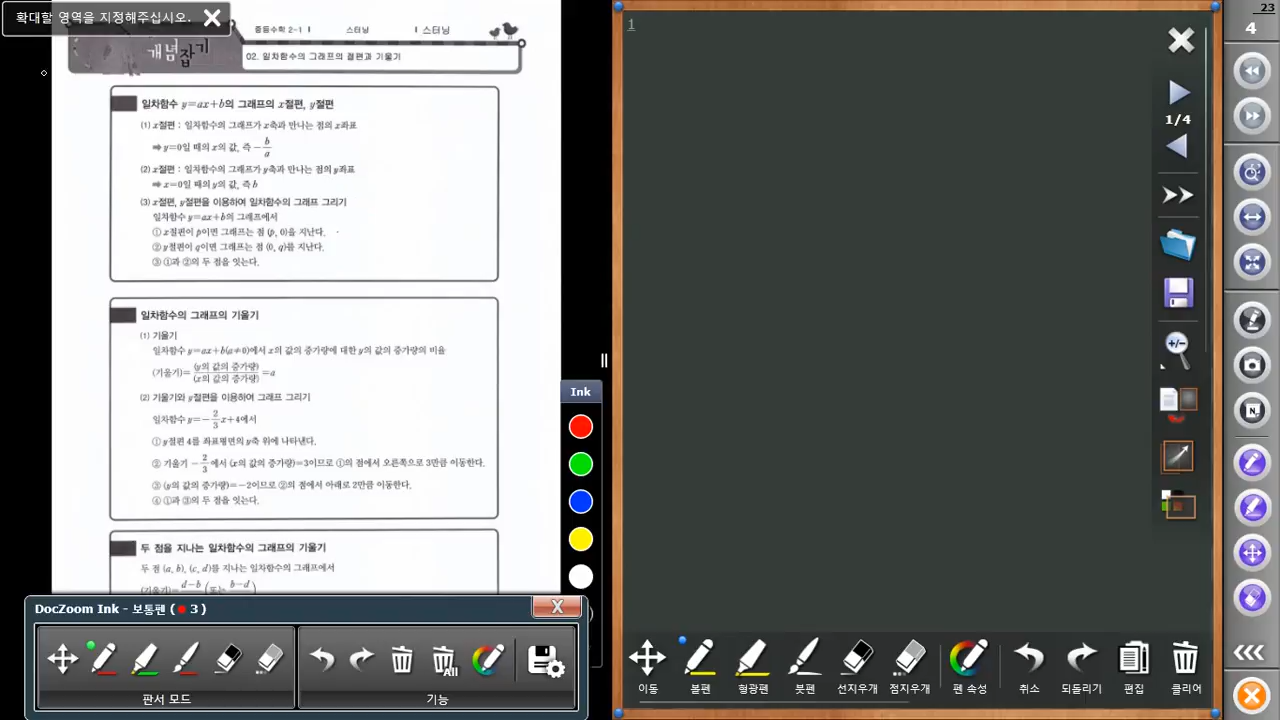 확대할 영역을 지정해주십시오.
중등수학 2-1
스터닝
스터닝
개념잡기
02. 일차함수의 그래프의 절편과 기울기
일차함수 y=ax+b의 그래프의 x절편, y절편
(1) x절편 : 일차함수의 그래프가 x축과 만나는 점의 x좌표
⇒ y=0일 때의 x의 값, 즉 -b/a
(2) x절편 : 일차함수의 그래프가 y축과 만나는 점의 y좌표
⇒ x=0일 때의 y의 값, 즉 b
(3) x절편, y절편을 이용하여 일차함수의 그래프 그리기
일차함수 y=ax+b의 그래프에서
① x절편이 p이면 그래프는 점 (p, 0)을 지난다.
② y절편이 q이면 그래프는 점 (0, q)를 지난다.
③ ①과 ②의 두 점을 잇는다.
일차함수의 그래프의 기울기
(1) 기울기
일차함수 y=ax+b(a≠0)에서 x의 값의 증가량에 대한 y의 값의 증가량의 비율
(기울기)=(y의 값의 증가량)/(x의 값의 증가량)=a
(2) 기울기와 y절편을 이용하여 그래프 그리기
일차함수 y=-2/3x+4에서
① y절편 4를 좌표평면의 y축 위에 나타낸다.
② 기울기 -2/3에서 (x의 값의 증가량)=3이므로 ①의 점에서 오른쪽으로 3만큼 이동한다.
③ (y의 값의 증가량)=-2이므로 ②의 점에서 아래로 2만큼 이동한다.
④ ①과 ③의 두 점을 잇는다.
두 점을 지나는 일차함수의 그래프의 기울기
두 점 (a, b), (c, d)를 지나는 일차함수의 그래프에서
(기울기)=d-b (또는 b-d)
Ink
DocZoom Ink - 보통펜 ( 3 )
All
판서 모드
기능
1
1/4
이동
볼펜
형광펜
붓펜
선지우개
점지우개
펜 속성
취소
되돌리기
편집
클리어
23
4
N